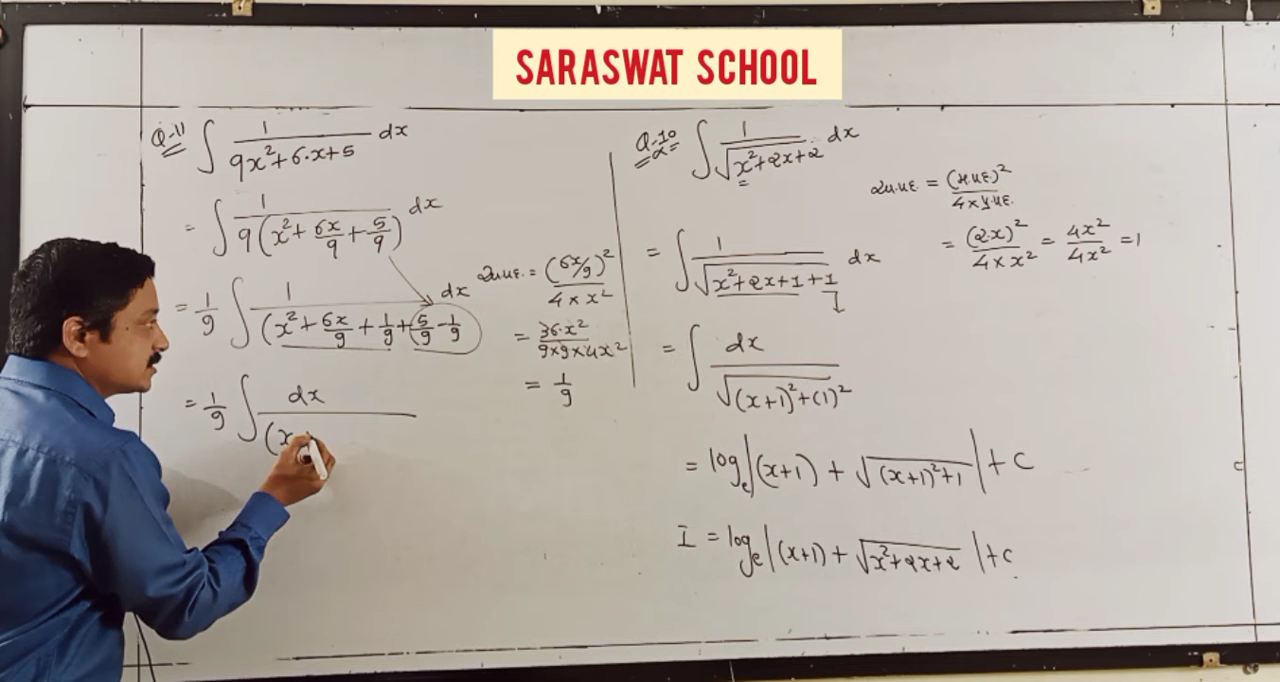 SARASWAT SCHOOL
Q-11 ∫ 1/(9x²+6·x+5) dx
= ∫ 1/(9(x²+6x/9+5/9)) dx
= 1/9 ∫ 1/(x²+6x/9+1/9+5/9-1/9 dx
= 1/9 ∫ dx/(x
= (6x/9)²/(4×x²)
= 36·x²/(9×9×4x²)
= 1/9
Q-10 ∫ 1/√(x²+2x+2) dx
= ∫ 1/√(x²+2x+1+1) dx
= ∫ dx/√((x+1)²+(1)²)
= logₑ|(x+1) + √((x+1)²+1)| + c
I = logₑ|(x+1) + √(x²+2x+2)| + c
= (2x)²/(4×x²) = 4x²/4x² = 1